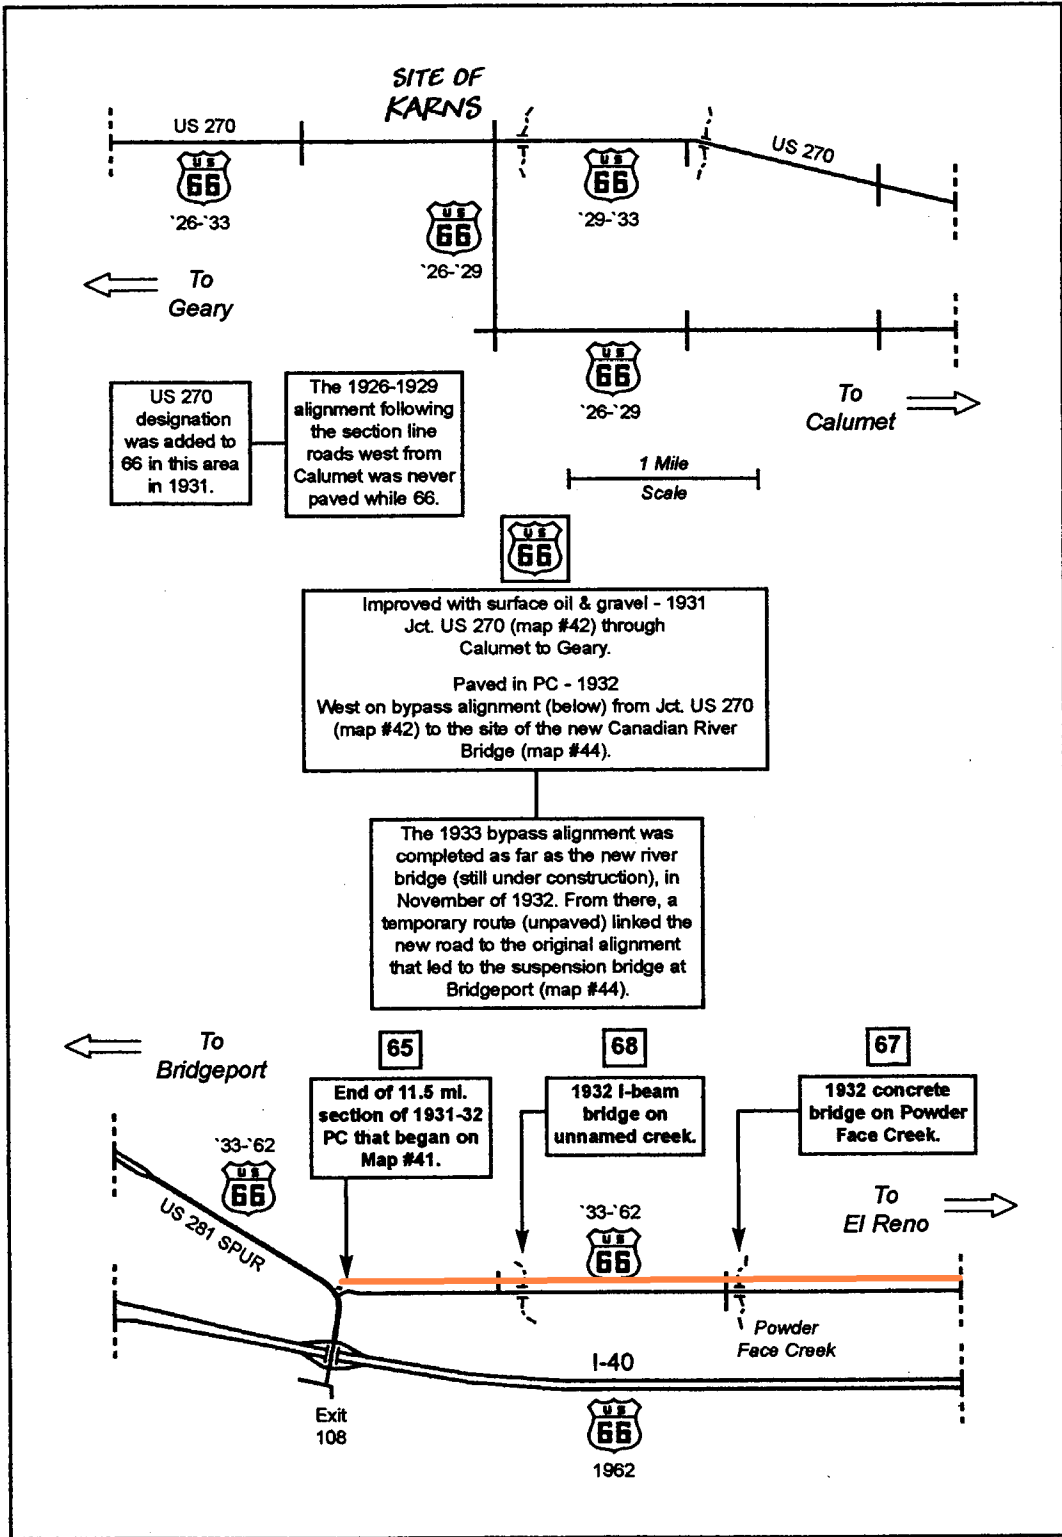 SITE OF
KARNS
US 270
US
66
'26-'33
US
66
'26-'29
US
66
'29-'33
US 270
To
Geary
US
66
'26-'29
To
Calumet
US 270
designation
was added to
66 in this area
in 1931.
The 1926-1929
alignment following
the section line
roads west from
Calumet was never
paved while 66.
1 Mile
Scale
US
66
Improved with surface oil & gravel - 1931
Jct. US 270 (map #42) through
Calumet to Geary.
Paved in PC - 1932
West on bypass alignment (below) from Jct. US 270
(map #42) to the site of the new Canadian River
Bridge (map #44).
The 1933 bypass alignment was
completed as far as the new river
bridge (still under construction), in
November of 1932. From there, a
temporary route (unpaved) linked the
new road to the original alignment
that led to the suspension bridge at
Bridgeport (map #44).
To
Bridgeport
65
End of 11.5 mi.
section of 1931-32
PC that began on
Map #41.
68
1932 I-beam
bridge on
unnamed creek.
67
1932 concrete
bridge on Powder
Face Creek.
'33-'62
US
66
US 281 SPUR
'33-'62
US
66
To
El Reno
Powder
Face Creek
I-40
US
66
1962
Exit
108